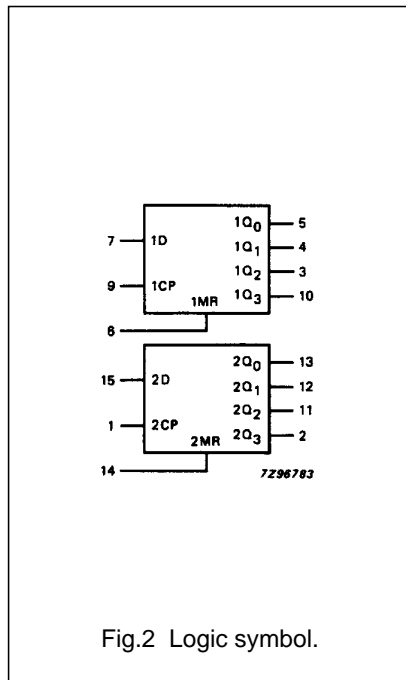 7 1D 1Q0 5
1Q1 4
9 1CP 1Q2 3
1MR 1Q3 10
6
15 2D 2Q0 13
2Q1 12
1 2CP 2Q2 11
2MR 2Q3 2
14
7Z96783
Fig.2 Logic symbol.